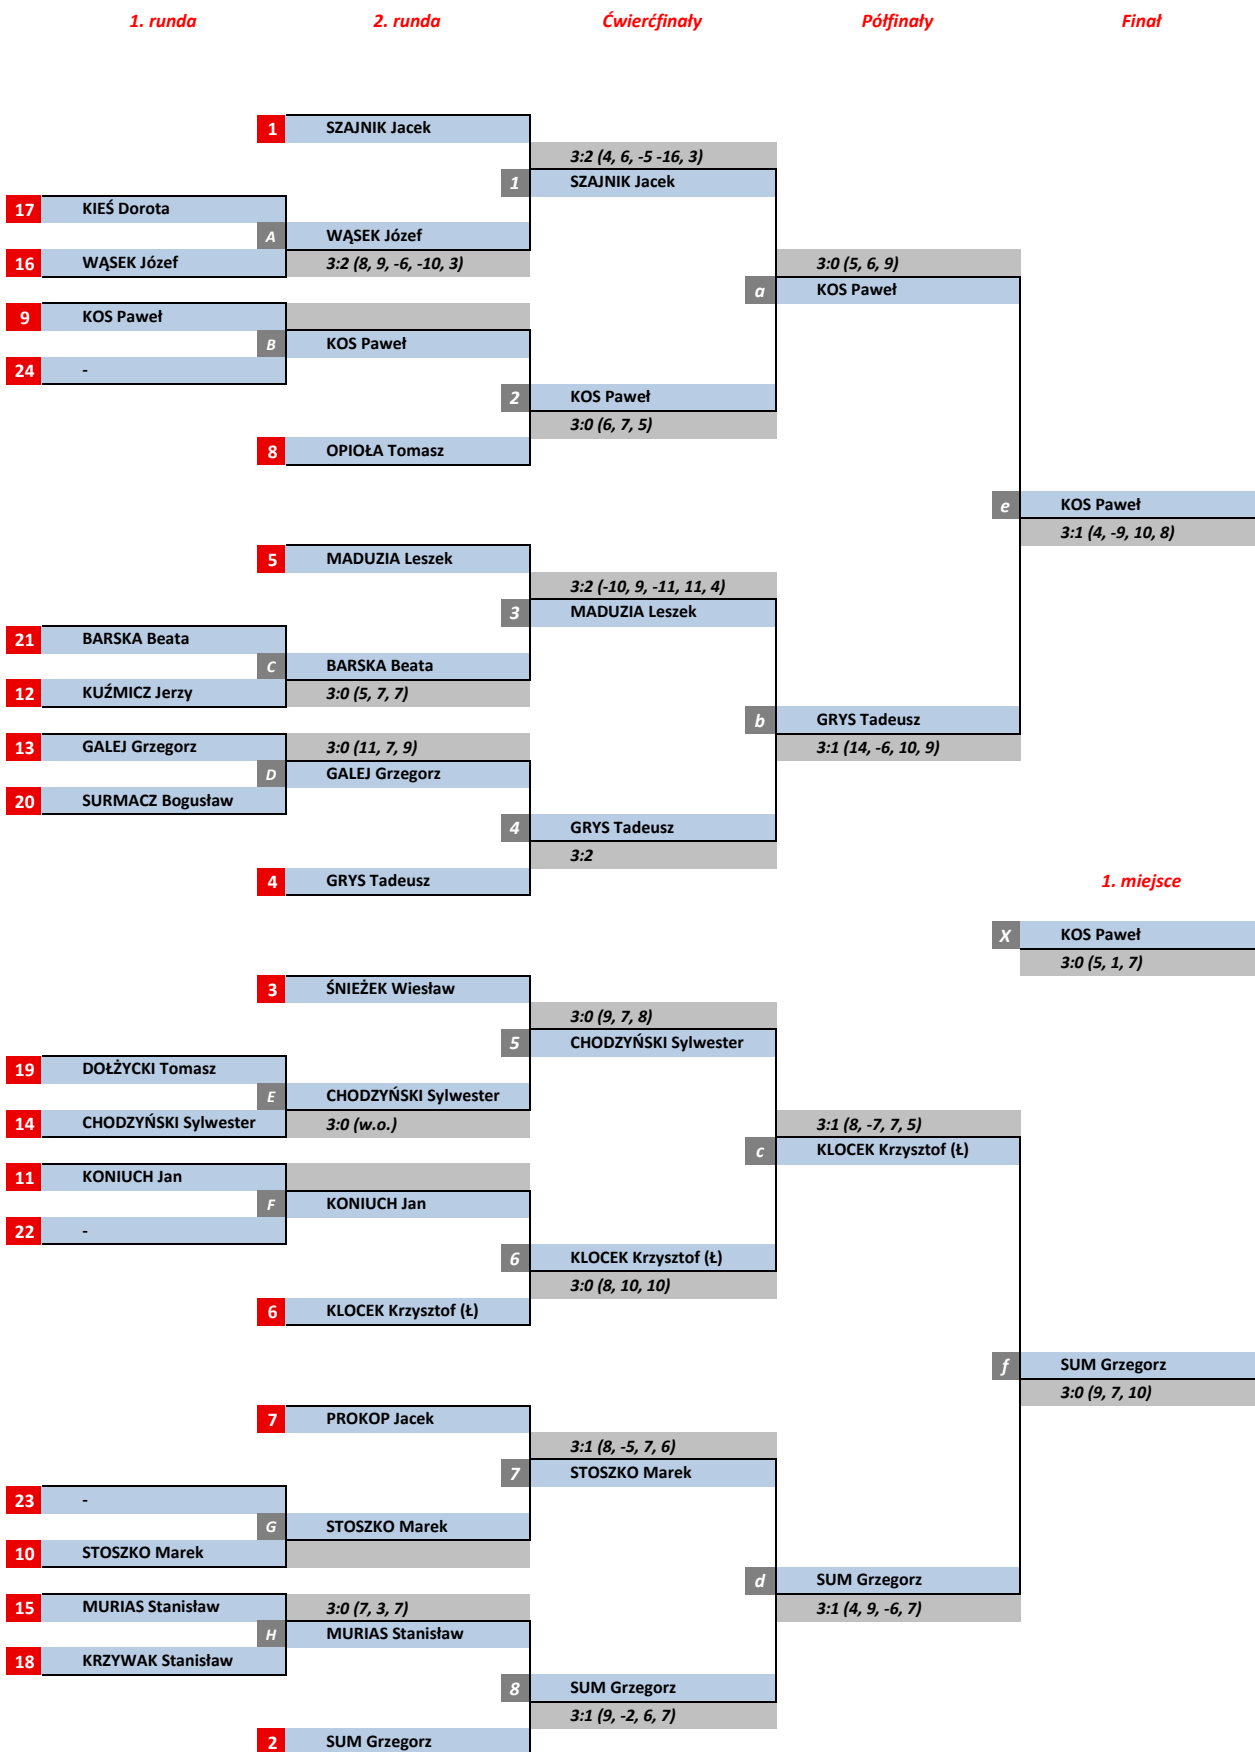 1. runda 2. runda Ćwierćfinały Półfinały Finał
1 SZAJNIK Jacek
3:2 (4, 6, -5 -16, 3)
1 SZAJNIK Jacek
17 KIEŚ Dorota
A WĄSEK Józef
16 WĄSEK Józef 3:2 (8, 9, -6, -10, 3) 3:0 (5, 6, 9)
a KOS Paweł
9 KOS Paweł
B KOS Paweł
24 -
2 KOS Paweł
3:0 (6, 7, 5)
8 OPIOŁA Tomasz
e KOS Paweł
3:1 (4, -9, 10, 8)
5 MADUZIA Leszek
3:2 (-10, 9, -11, 11, 4)
3 MADUZIA Leszek
21 BARSKA Beata
C BARSKA Beata
12 KUŹMICZ Jerzy 3:0 (5, 7, 7)
b GRYS Tadeusz
13 GALEJ Grzegorz 3:0 (11, 7, 9) 3:1 (14, -6, 10, 9)
D GALEJ Grzegorz
20 SURMACZ Bogusław
4 GRYS Tadeusz
3:2
4 GRYS Tadeusz 1. miejsce
X KOS Paweł
3:0 (5, 1, 7)
3 ŚNIEŻEK Wiesław
3:0 (9, 7, 8)
5 CHODZYŃSKI Sylwester
19 DOŁŻYCKI Tomasz
E CHODZYŃSKI Sylwester
14 CHODZYŃSKI Sylwester 3:0 (w.o.) 3:1 (8, -7, 7, 5)
c KLOCEK Krzysztof (Ł)
11 KONIUCH Jan
F KONIUCH Jan
22 -
6 KLOCEK Krzysztof (Ł)
3:0 (8, 10, 10)
6 KLOCEK Krzysztof (Ł)
f SUM Grzegorz
3:0 (9, 7, 10)
7 PROKOP Jacek
3:1 (8, -5, 7, 6)
7 STOSZKO Marek
23 -
G STOSZKO Marek
10 STOSZKO Marek
d SUM Grzegorz
15 MURIAS Stanisław 3:0 (7, 3, 7) 3:1 (4, 9, -6, 7)
H MURIAS Stanisław
18 KRZYWAK Stanisław
8 SUM Grzegorz
3:1 (9, -2, 6, 7)
2 SUM Grzegorz